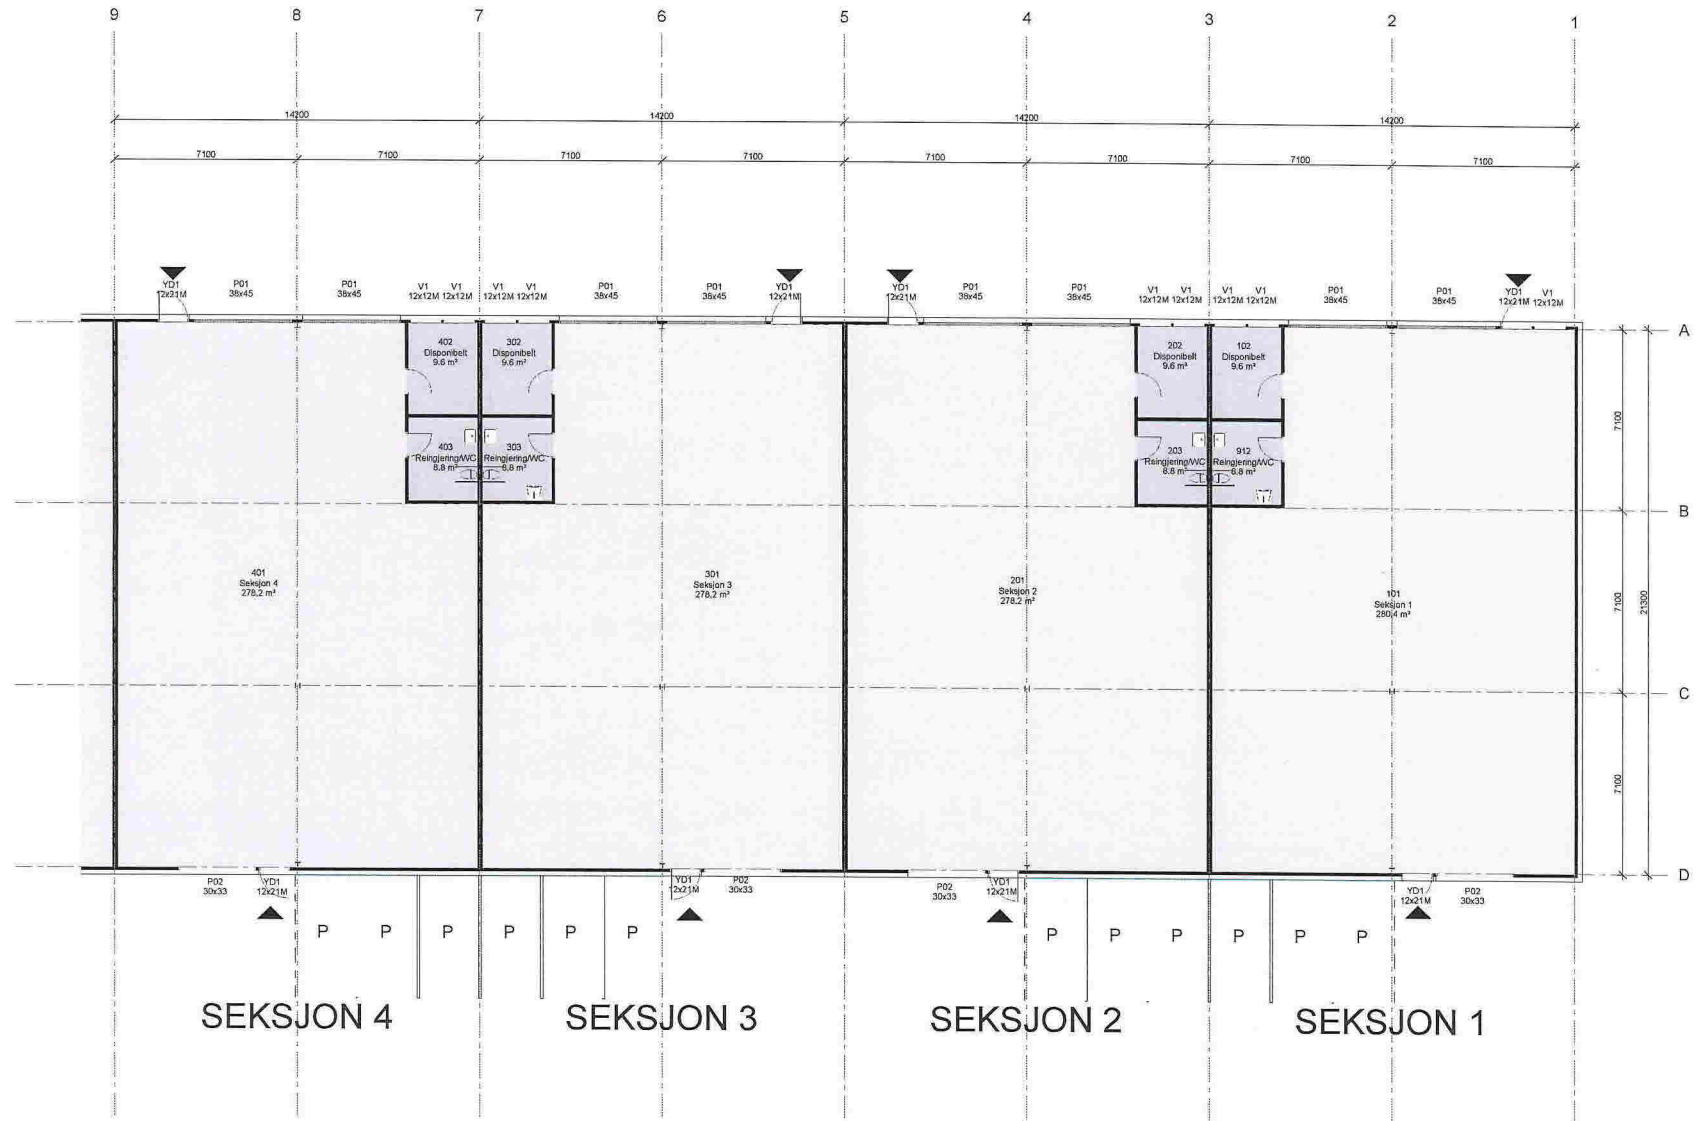 9 8 7 6 5 4 3 2 1
14200 14200 14200 14200
7100 7100 7100 7100 7100 7100 7100 7100
YD1 12x21M
P01 38x45
P01 38x45
V1 12x12M
V1 12x12M
V1 12x12M
V1 12x12M
P01 38x45
P01 38x45
YD1 12x21M
YD1 12x21M
P01 38x45
P01 38x45
V1 12x12M
V1 12x12M
V1 12x12M
V1 12x12M
P01 38x45
P01 38x45
YD1 12x21M
V1 12x12M
A
402
Disponibelt
9.6 m²
302
Disponibelt
9.6 m²
202
Disponibelt
9.6 m²
102
Disponibelt
9.6 m²
7100
403
Reingjering/WC
8.8 m²
303
Reingjering/WC
8.8 m²
203
Reingjering/WC
8.8 m²
912
Reingjering/WC
8.8 m²
B
401
Seksjon 4
278,2 m²
301
Seksjon 3
278,2 m²
201
Seksjon 2
278,2 m²
101
Seksjon 1
280,4 m²
7100
21300
C
7100
D
P02 30x33
YD1 12x21M
YD1 12x21M
P02 30x33
P02 30x33
YD1 12x21M
YD1 12x21M
P02 30x33
P P P P P P P P P P P P
SEKSJON 4 SEKSJON 3 SEKSJON 2 SEKSJON 1